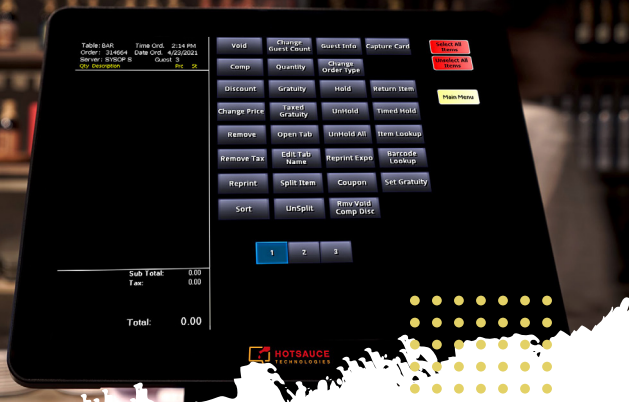 Table: BAR Time Ord. 2:14 PM
Order: 314664 Date Ord. 4/23/2021
Server: SYSOP S Guest 3
Qty Description Prc St
Void Change Guest Count Guest Info Capture Card
Comp Quantity Change Order Type
Discount Gratuity Hold Return Item
Change Price Taxed Gratuity UnHold Timed Hold
Remove Open Tab UnHold All Item Lookup
Remove Tax Edit Tab Name Reprint Expo Barcode Lookup
Reprint Split Item Coupon Set Gratuity
Sort UnSplit Rmv Void Comp Disc
Select All Items
Unselect All Items
Main Menu
1 2 3
Sub Total: 0.00
Tax: 0.00
Total: 0.00
HOTSAUCE
TECHNOLOGIES